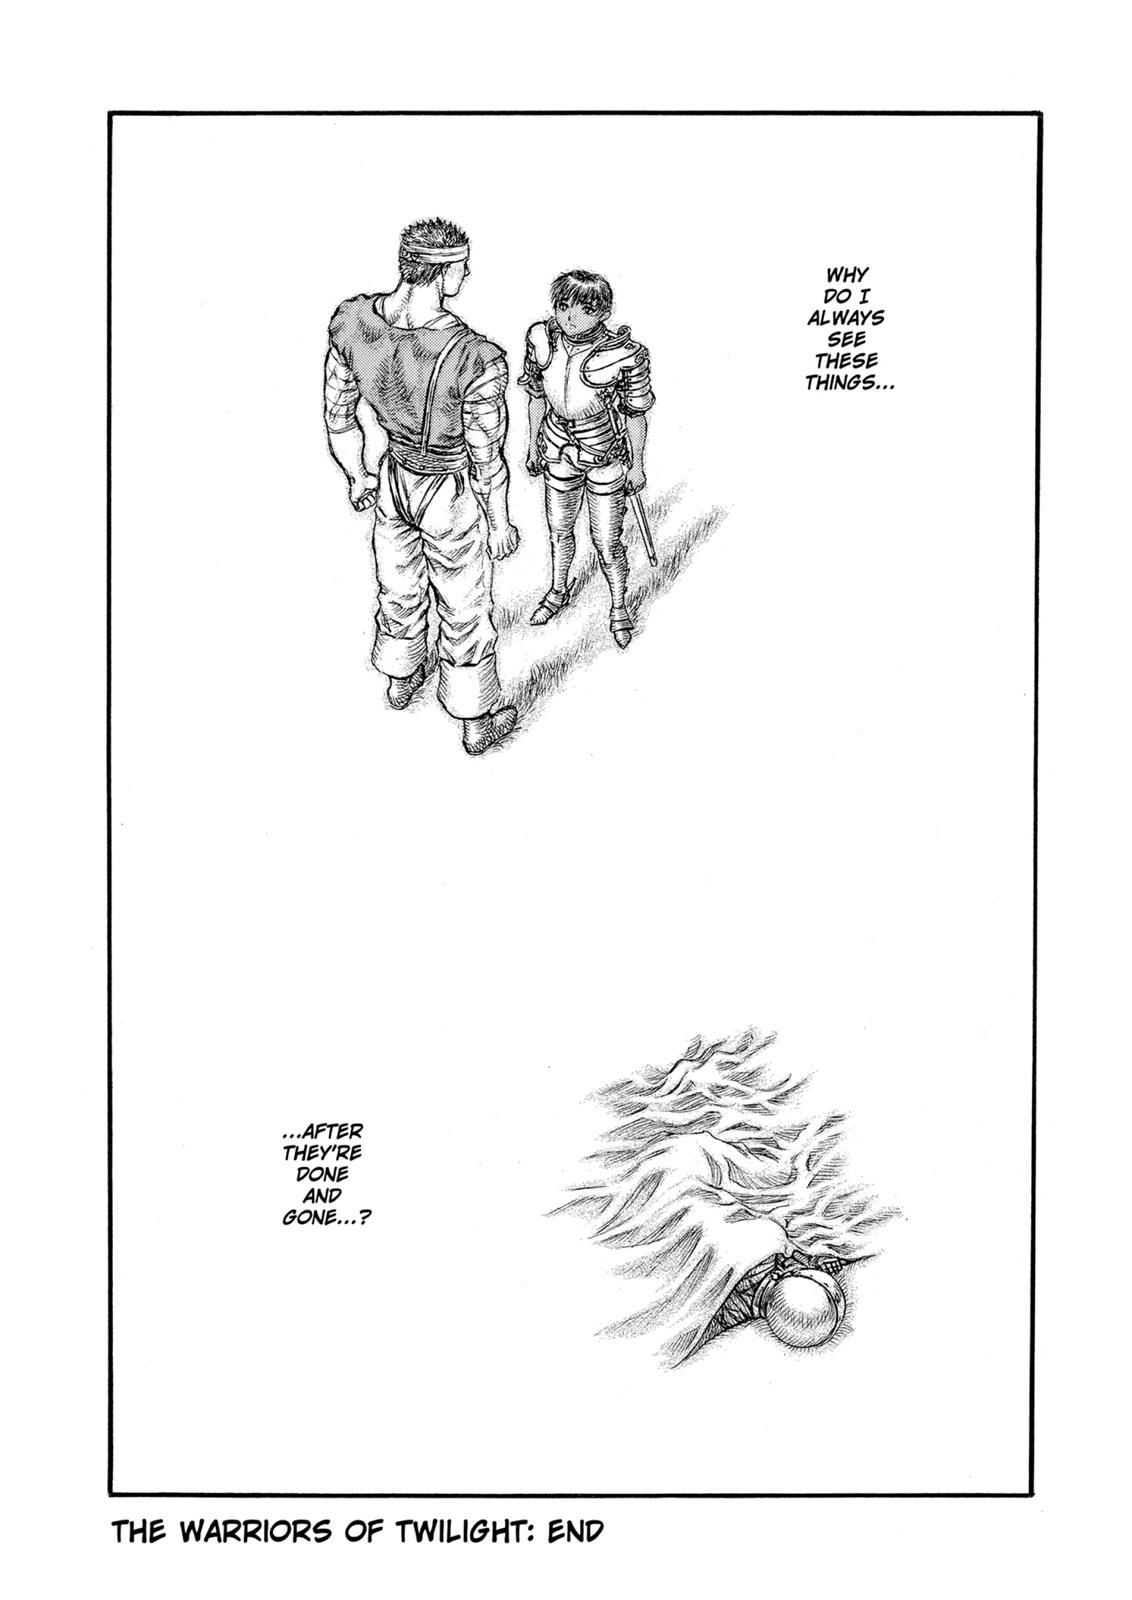 WHY
DO I
ALWAYS
SEE
THESE
THINGS...
...AFTER
THEY'RE
DONE
AND
GONE...?
THE WARRIORS OF TWILIGHT: END